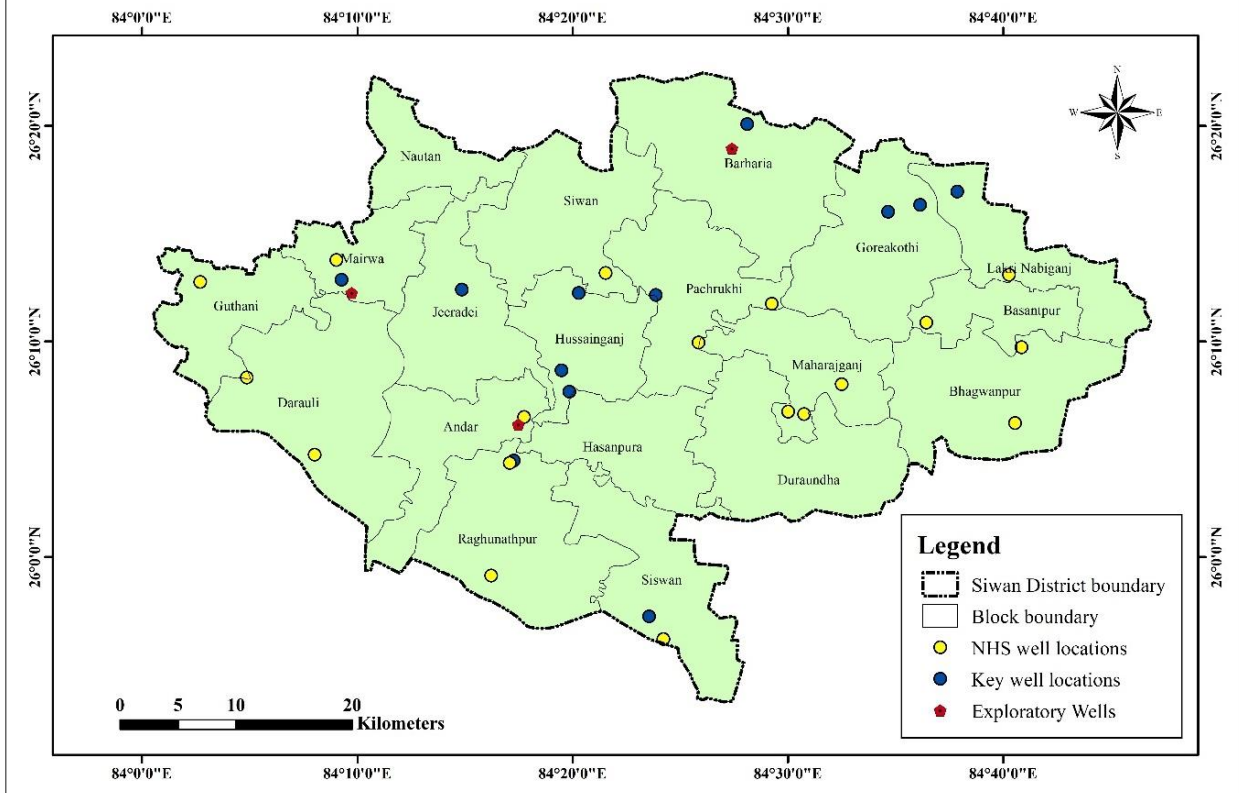 84°0'0"E 84°10'0"E 84°20'0"E 84°30'0"E 84°40'0"E
N
W E
S
26°20'0"N 26°20'0"N
Nautan
Barharia
Siwan
Goreakothi
Mairwa
Lakri Nabiganj
Guthani
Pachrukhi
Jeeradei
Basantpur
Hussainganj
26°10'0"N 26°10'0"N
Maharajganj
Bhagwanpur
Darauli
Andar
Hasanpura
Duraundha
Raghunathpur
26°0'0"N 26°0'0"N
Siswan
Legend
Siwan District boundary
Block boundary
NHS well locations
Key well locations
Exploratory Wells
0 5 10 20
Kilometers
84°0'0"E 84°10'0"E 84°20'0"E 84°30'0"E 84°40'0"E